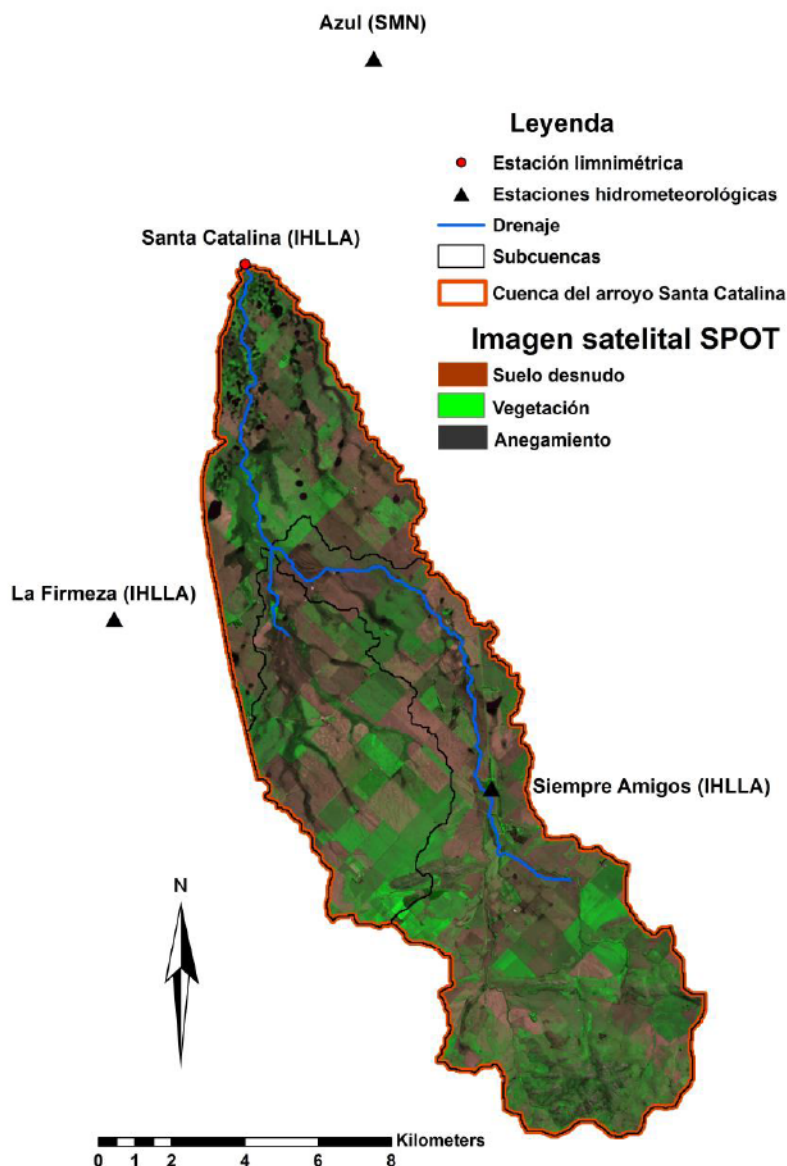 Azul (SMN)
Leyenda
Estación limnimétrica
Estaciones hidrometeorológicas
Drenaje
Subcuencas
Cuenca del arroyo Santa Catalina
Imagen satelital SPOT
Suelo desnudo
Vegetación
Anegamiento
Santa Catalina (IHLLA)
La Firmeza (IHLLA)
Siempre Amigos (IHLLA)
N
Kilometers
0 1 2 4 6 8